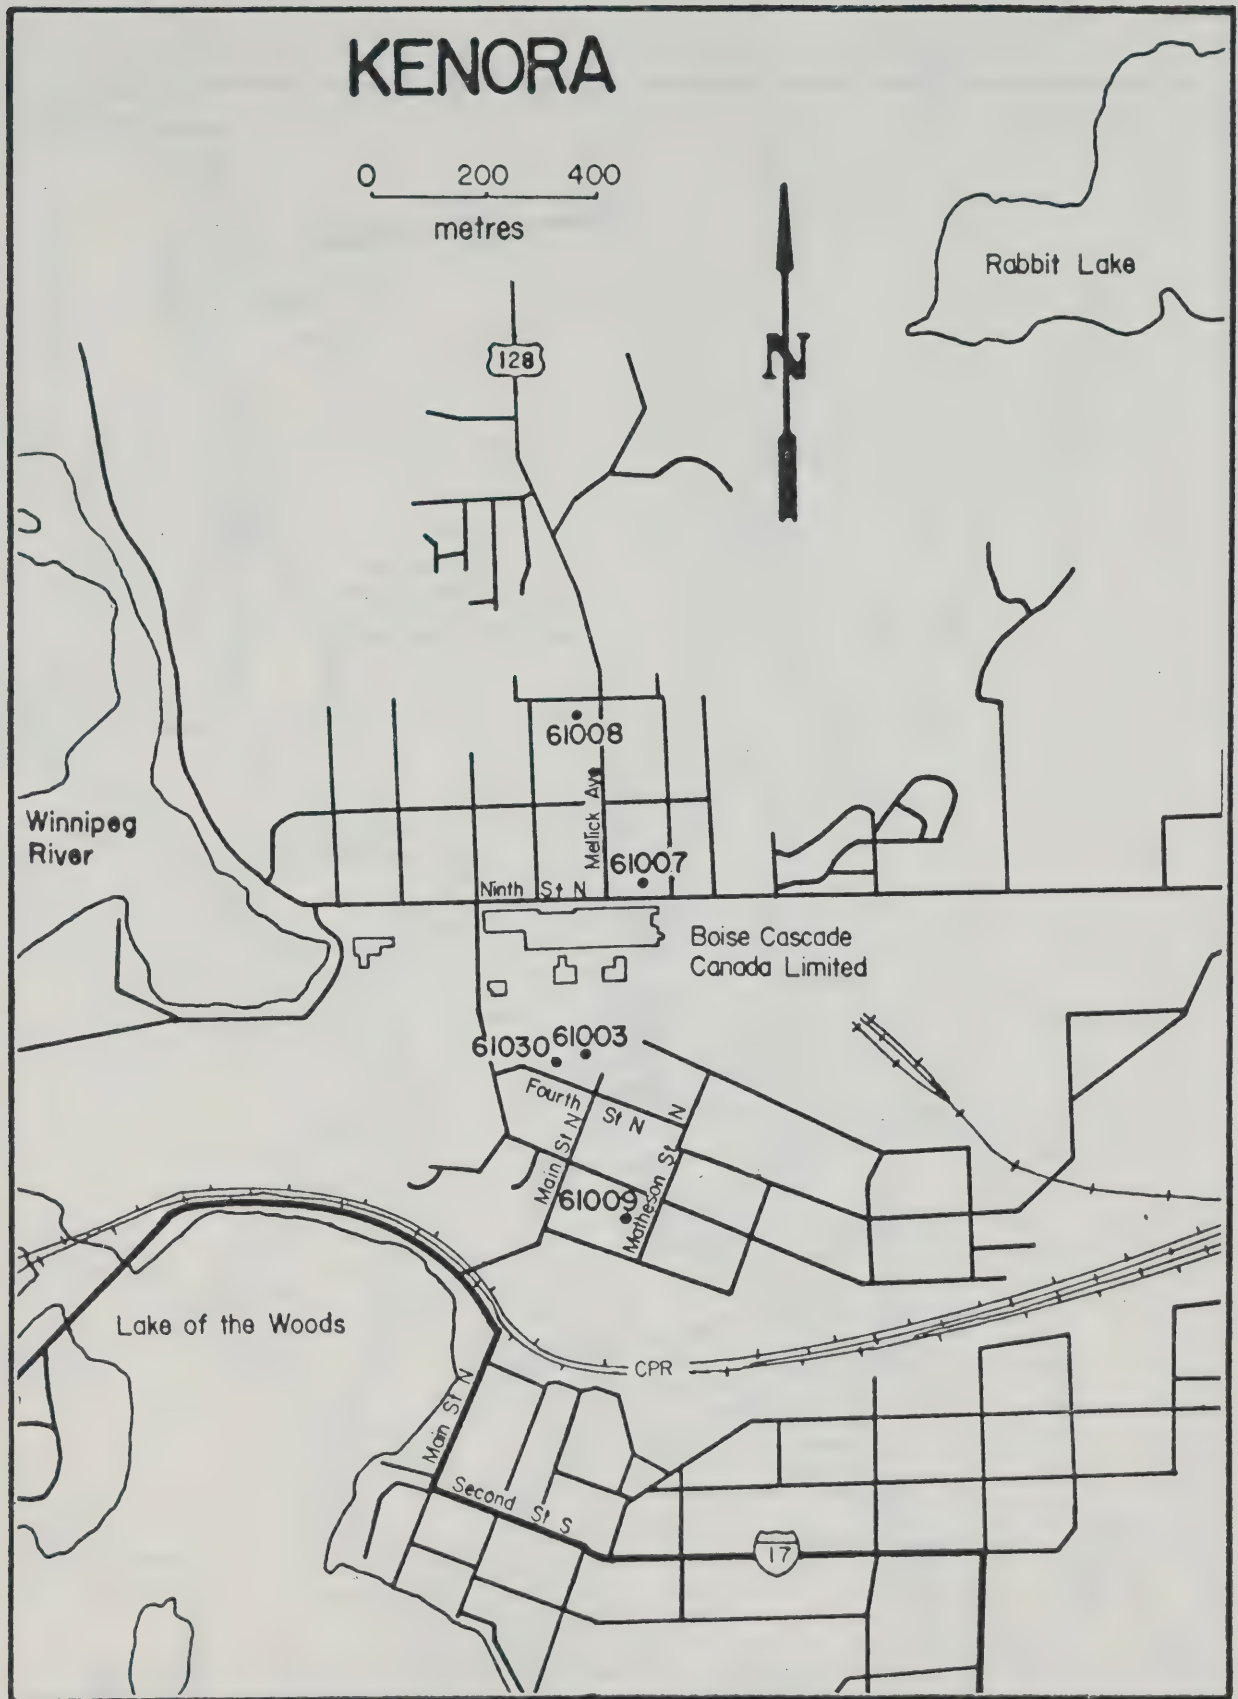 KENORA
0 200 400
metres
Rabbit Lake
128
N
61008
Winnipeg
River
Mellick Ave
61007
Ninth St N
Boise Cascade
Canada Limited
61030 61003
Fourth St N
Main St N
Matheson St N
61009
Lake of the Woods
CPR
Main St N
Second St S
17